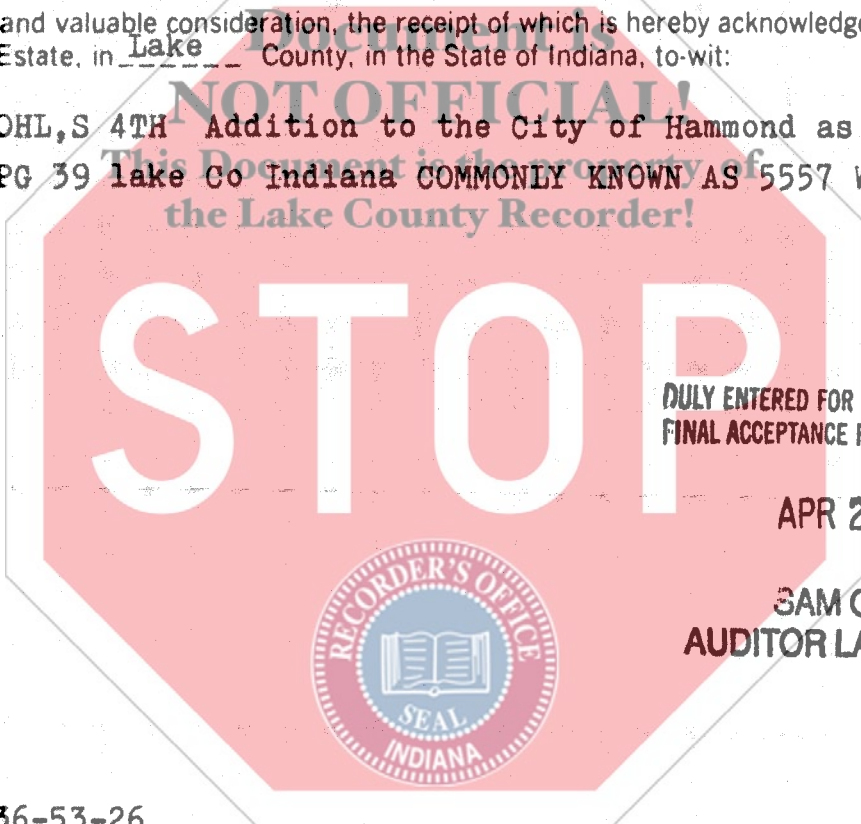 and valuable consideration, the receipt of which is hereby acknowledge
Estate, in Lake County, in the State of Indiana, to-wit:
Document is
NOT OFFICIAL!
This Document is the property of
the Lake County Recorder!
OHL,S 4TH Addition to the City of Hammond as
PG 39 lake Co Indiana COMMONLY KNOWN AS 5557 W
STOP
DULY ENTERED FOR
FINAL ACCEPTANCE
APR 2
SAM
AUDITOR LA
RECORDER'S OFFICE
SEAL
INDIANA
36-53-26